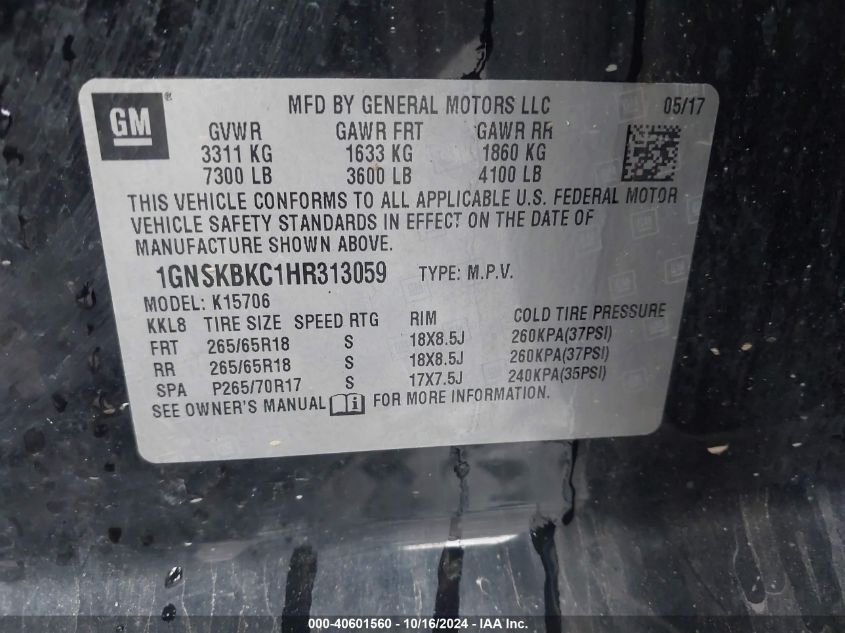 GM® MFD BY GENERAL MOTORS LLC 05/17
GVWR GAWR FRT GAWR RR
3311 KG 1633 KG 1860 KG
7300 LB 3600 LB 4100 LB
THIS VEHICLE CONFORMS TO ALL APPLICABLE U.S. FEDERAL MOTOR
VEHICLE SAFETY STANDARDS IN EFFECT ON THE DATE OF
MANUFACTURE SHOWN ABOVE.
1GNSKBKC1HR313059 TYPE: M.P.V.
MODEL: K15706
KKL8 TIRE SIZE SPEED RTG RIM COLD TIRE PRESSURE
FRT 265/65R18 S 18X8.5J 260KPA(37PSI)
RR 265/65R18 S 18X8.5J 260KPA(37PSI)
SPA P265/70R17 S 17X7.5J 240KPA(35PSI)
SEE OWNER'S MANUAL i FOR MORE INFORMATION.
000-40601560 - 10/16/2024 - IAA Inc.